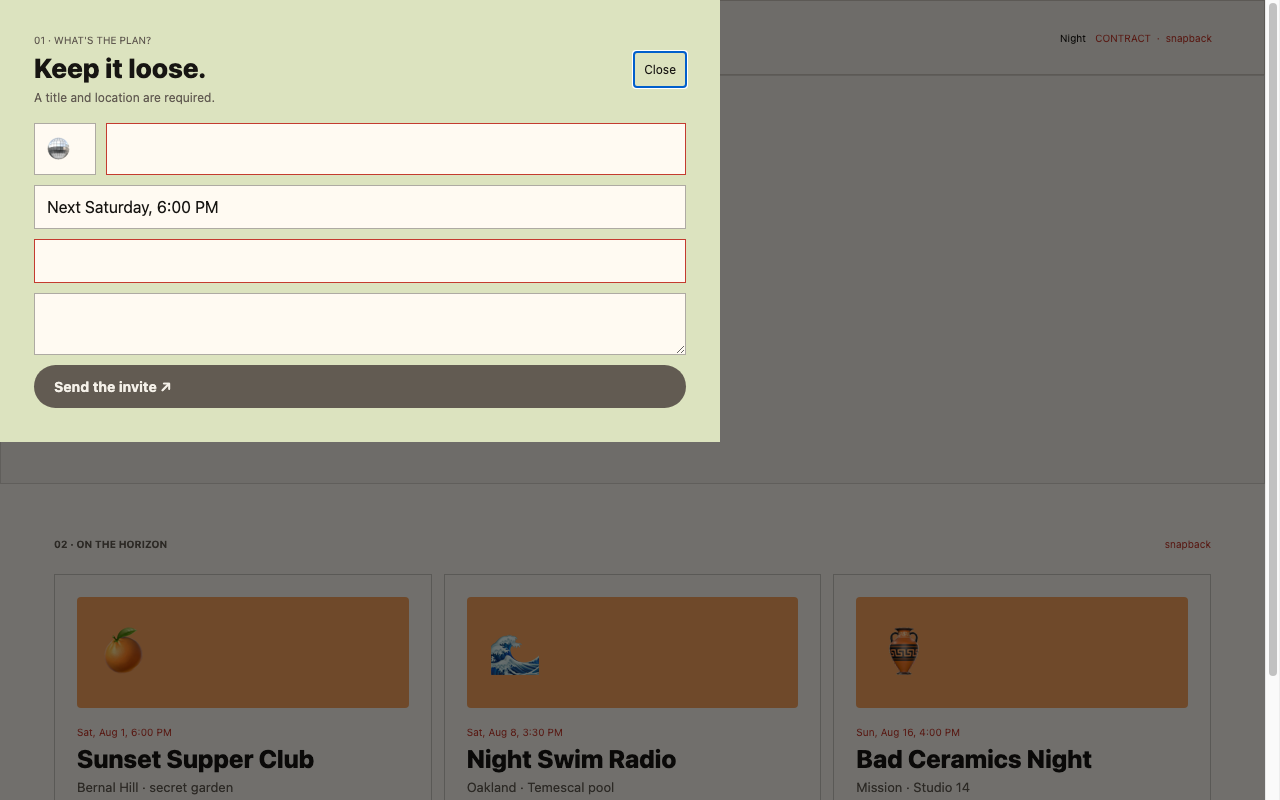 01 · WHAT'S THE PLAN?
Keep it loose.
A title and location are required.
Close
Night CONTRACT · snapback
Next Saturday, 6:00 PM
Send the invite ↗
02 · ON THE HORIZON
snapback
Sat, Aug 1, 6:00 PM
Sunset Supper Club
Bernal Hill · secret garden
Sat, Aug 8, 3:30 PM
Night Swim Radio
Oakland · Temescal pool
Sun, Aug 16, 4:00 PM
Bad Ceramics Night
Mission · Studio 14